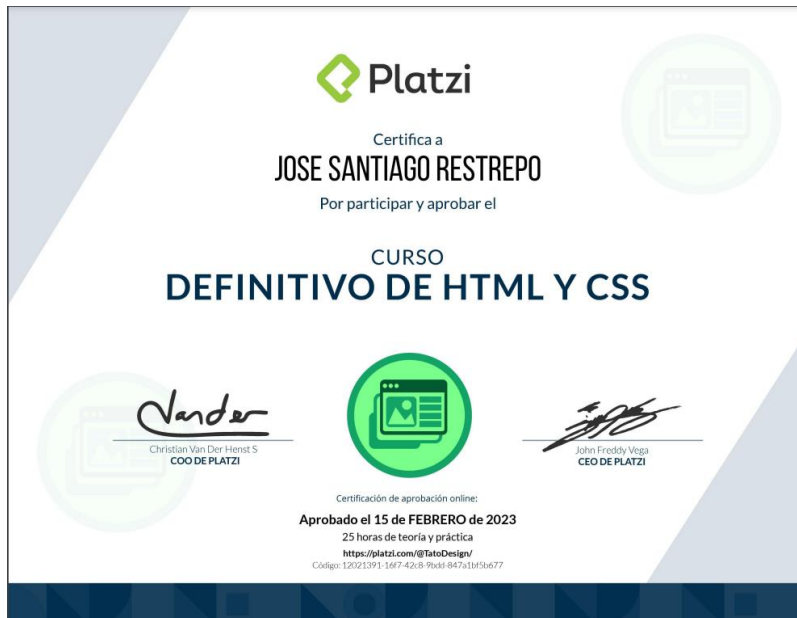 Platzi
Certifica a
JOSE SANTIAGO RESTREPO
Por participar y aprobar el
CURSO
DEFINITIVO DE HTML Y CSS
Vander
Christian Van Der Henst S
COO DE PLATZI
John Freddy Vega
CEO DE PLATZI
Certificación de aprobación online:
Aprobado el 15 de FEBRERO de 2023
25 horas de teoría y práctica
https://platzi.com/@TatoDesign/
Código: 12021391-16f7-42c8-9bdd-847a1bf5b677